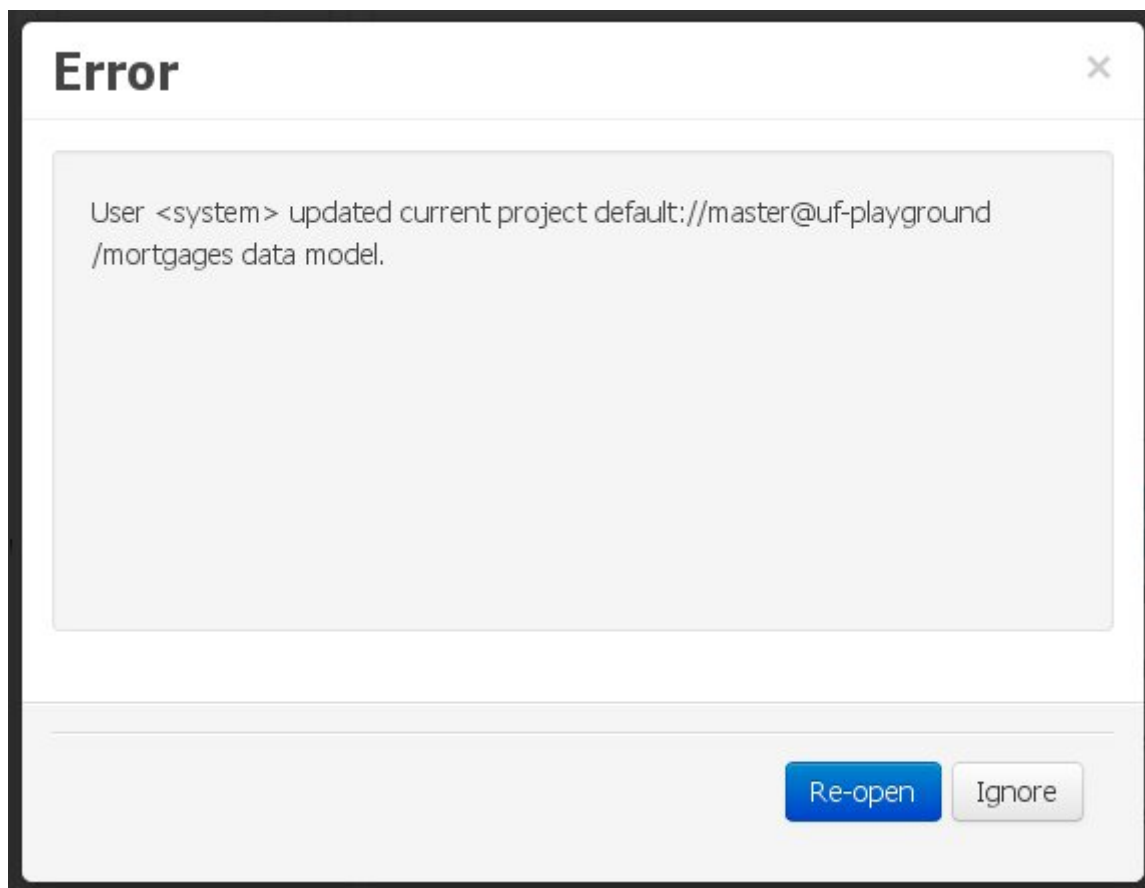 Error
×
User <system> updated current project default://master@uf-playground
/mortgages data model.
Re-open
Ignore